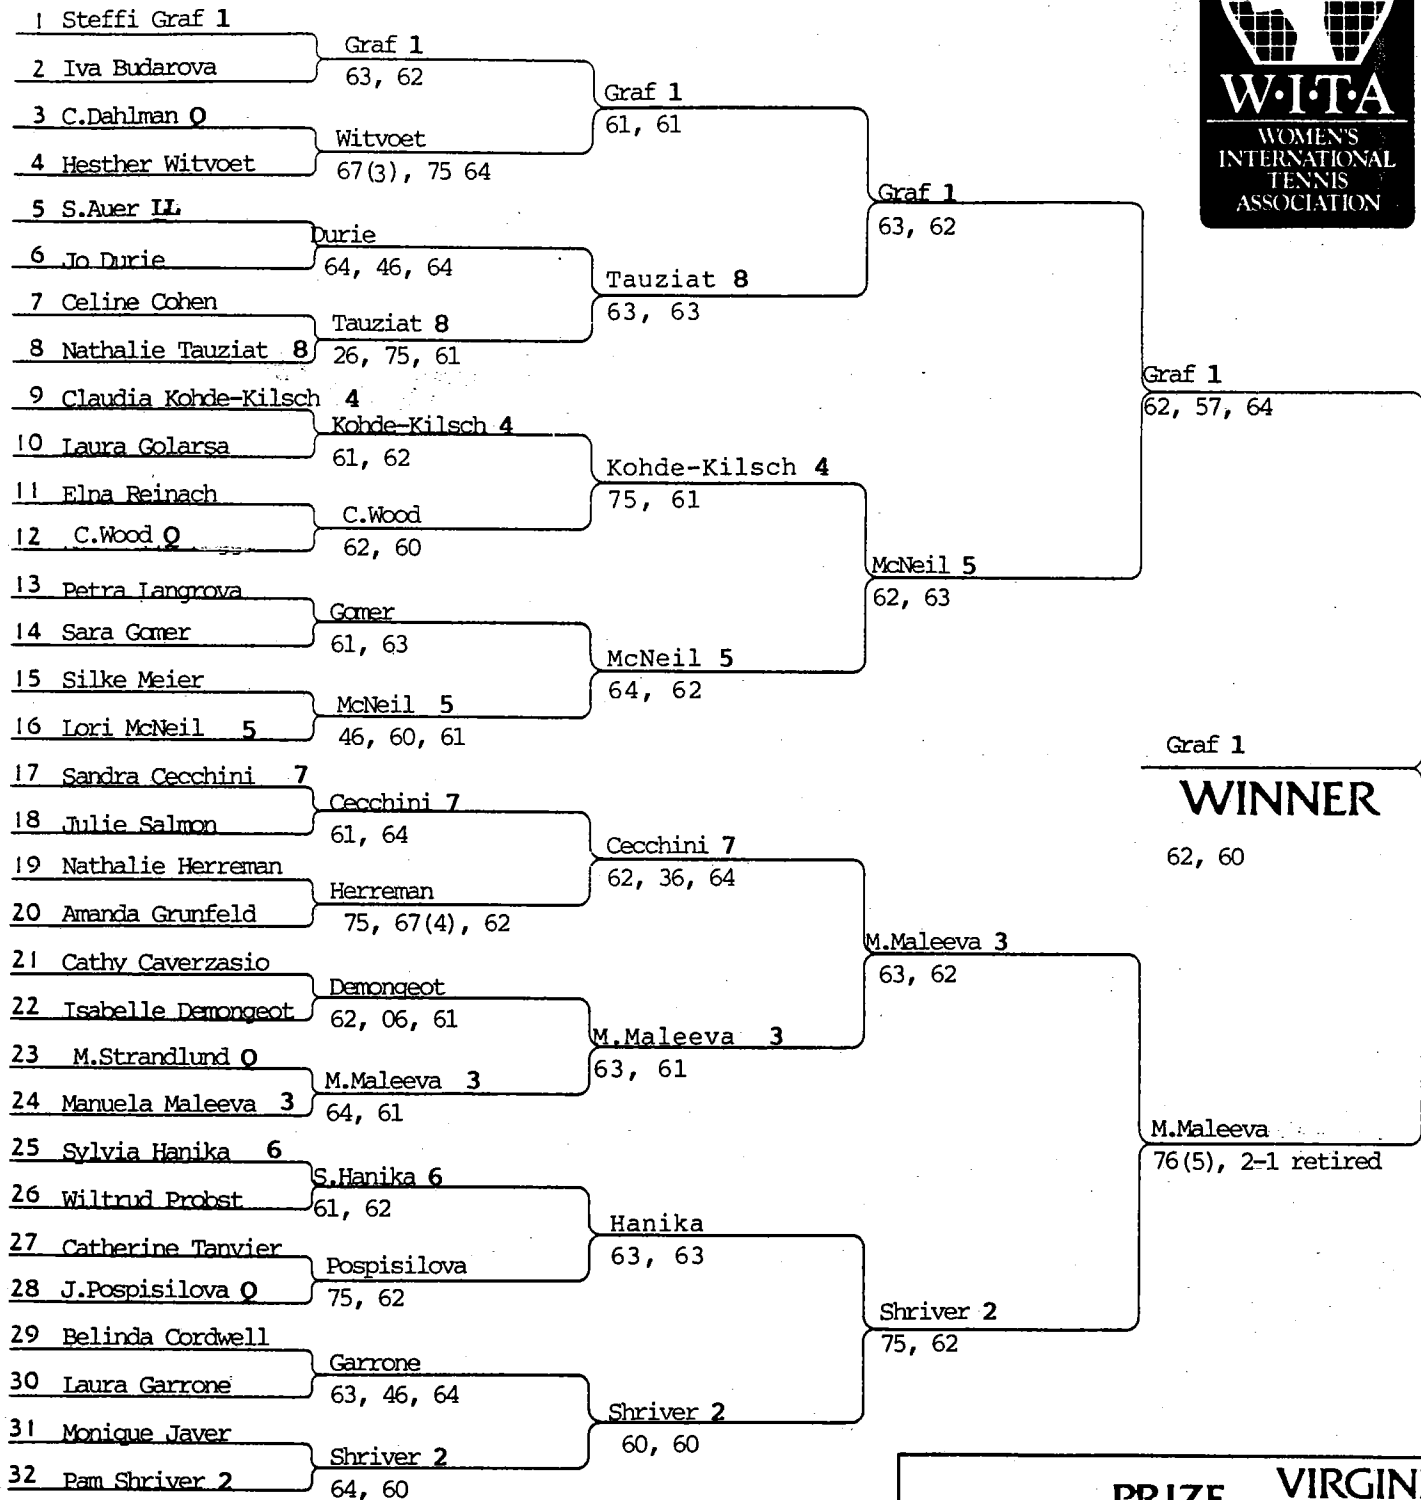 1 Steffi Graf 1
2 Iva Budarova
3 C.Dahlman Q
4 Hesther Witvoet
5 S.Auer LL
6 Jo Durie
7 Celine Cohen
8 Nathalie Tauziat 8
9 Claudia Kohde-Kilsch 4
10 Laura Golarsa
11 Elna Reinach
12 C.Wood Q
13 Petra Langrova
14 Sara Gomer
15 Silke Meier
16 Lori McNeil 5
17 Sandra Cecchini 7
18 Julie Salmon
19 Nathalie Herreman
20 Amanda Grunfeld
21 Cathy Caverzasio
22 Isabelle Demongeot
23 M.Strandlund Q
24 Manuela Maleeva 3
25 Sylvia Hanika 6
26 Wiltrud Probst
27 Catherine Tanvier
28 J.Pospisilova Q
29 Belinda Cordwell
30 Laura Garrone
31 Monique Javer
32 Pam Shriver 2
Graf 1
63, 62
Witvoet
67(3), 75 64
Durie
64, 46, 64
Tauziat 8
26, 75, 61
Kohde-Kilsch 4
61, 62
C.Wood
62, 60
Gomer
61, 63
McNeil 5
46, 60, 61
Cecchini 7
61, 64
Herreman
75, 67(4), 62
Demongeot
62, 06, 61
M.Maleeva 3
64, 61
S.Hanika 6
61, 62
Pospisilova
75, 62
Garrone
63, 46, 64
Shriver 2
64, 60
Graf 1
61, 61
Tauziat 8
63, 63
Kohde-Kilsch 4
75, 61
McNeil 5
64, 62
Cecchini 7
62, 36, 64
M.Maleeva 3
63, 61
Hanika
63, 63
Shriver 2
60, 60
Graf 1
63, 62
McNeil 5
62, 63
M.Maleeva 3
63, 62
Shriver 2
75, 62
Graf 1
62, 57, 64
M.Maleeva
76(5), 2-1 retired
Graf 1
WINNER
62, 60
W·I·T·A
WOMEN'S
INTERNATIONAL
TENNIS
ASSOCIATION
PRIZE